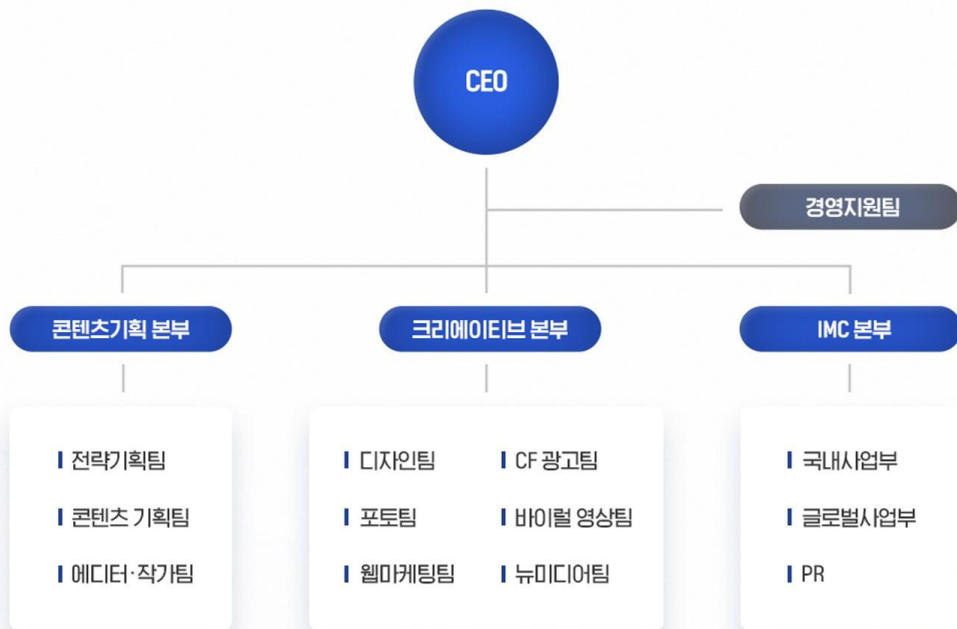 CEO
경영지원팀
콘텐츠기획 본부
크리에이티브 본부
IMC 본부
전략기획팀
콘텐츠 기획팀
에디터·작가팀
디자인팀
포토팀
웹마케팅팀
CF 광고팀
바이럴 영상팀
뉴미디어팀
국내사업부
글로벌사업부
PR